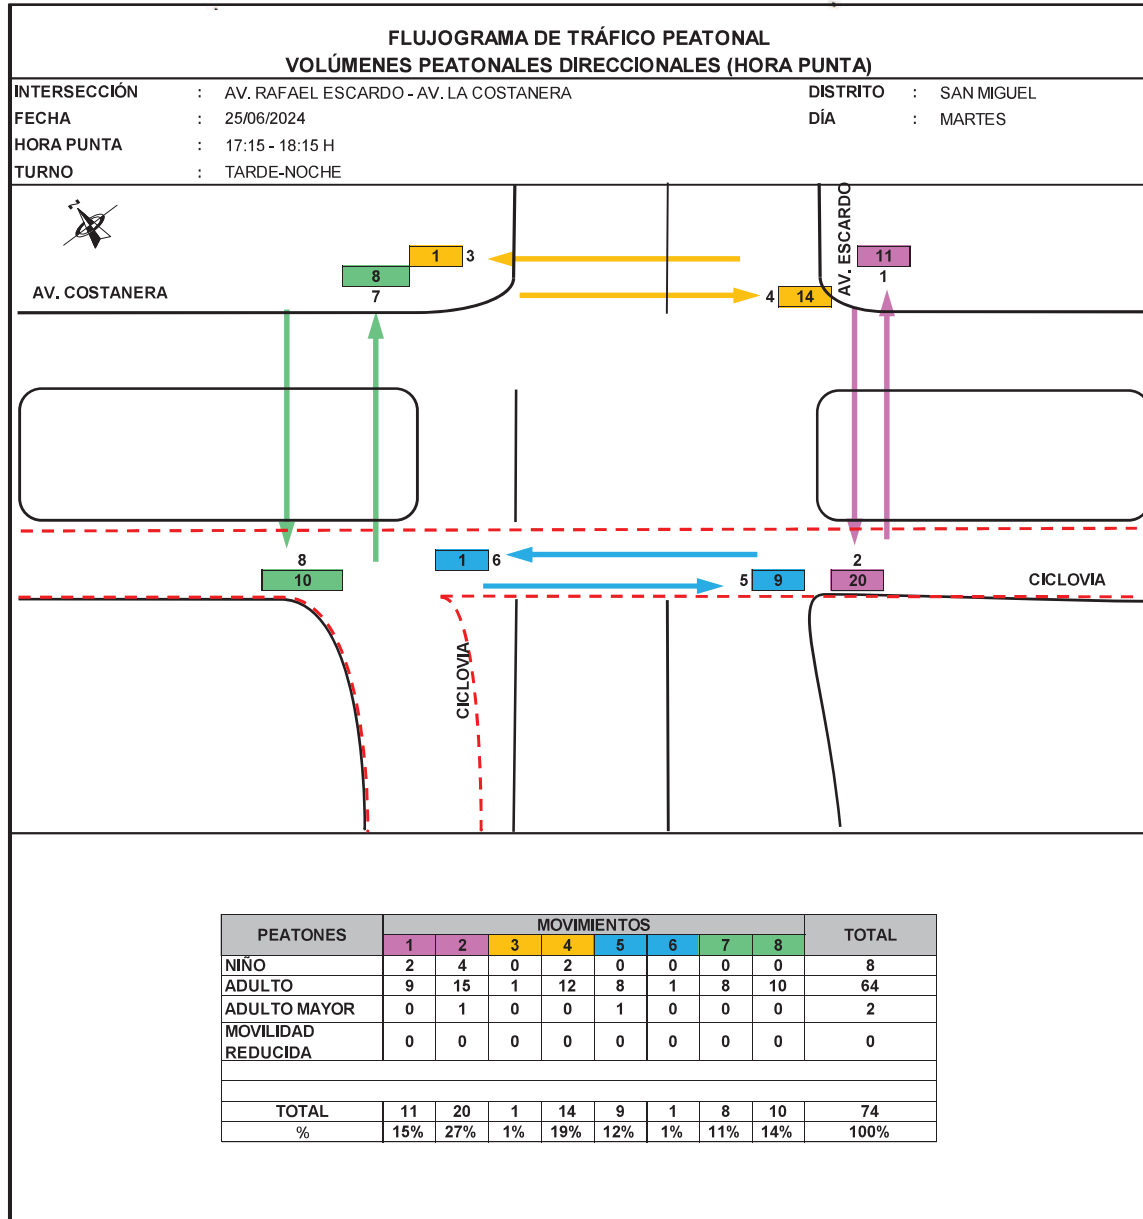 FLUJOGRAMA DE TRÁFICO PEATONAL
VOLÚMENES PEATONALES DIRECCIONALES (HORA PUNTA)
INTERSECCIÓN : AV. RAFAEL ESCARDO - AV. LA COSTANERA DISTRITO : SAN MIGUEL
FECHA : 25/06/2024 DÍA : MARTES
HORA PUNTA : 17:15 - 18:15 H
TURNO : TARDE-NOCHE
N
AV. ESCARDO
1 3
11
8
1
AV. COSTANERA
7
4 14
8
10
1 6
2
5 9
20
CICLOVIA
CICLOVIA
PEATONES MOVIMIENTOS TOTAL
1 2 3 4 5 6 7 8
NIÑO 2 4 0 2 0 0 0 0 8
ADULTO 9 15 1 12 8 1 8 10 64
ADULTO MAYOR 0 1 0 0 1 0 0 0 2
MOVILIDAD
REDUCIDA 0 0 0 0 0 0 0 0 0
TOTAL 11 20 1 14 9 1 8 10 74
% 15% 27% 1% 19% 12% 1% 11% 14% 100%